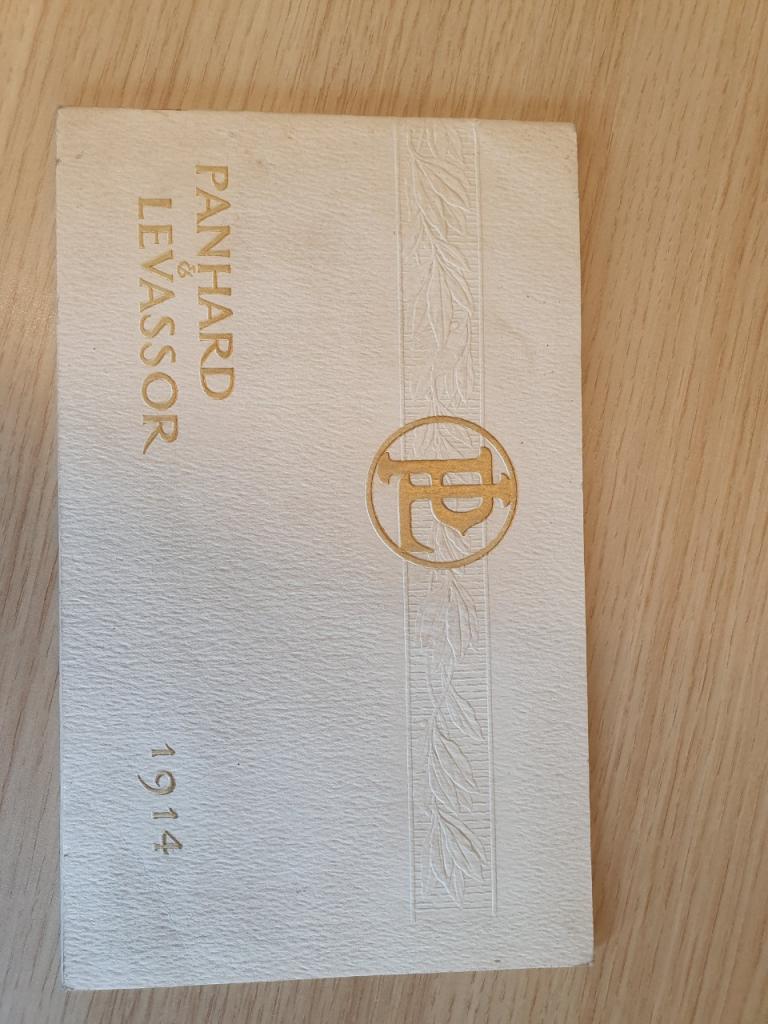 PL
PANHARD
&
LEVASSOR
1914